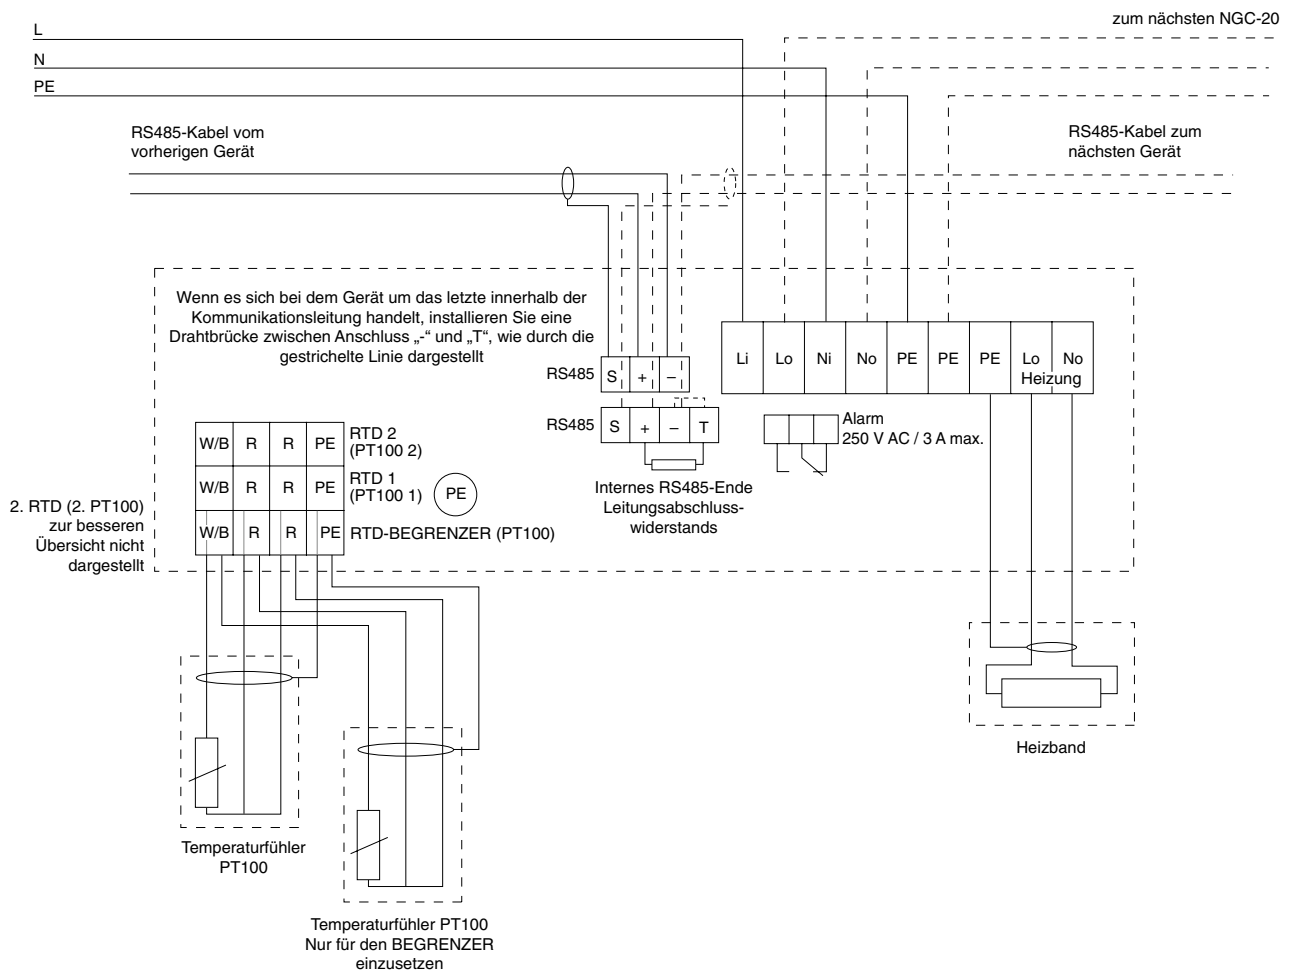 zum nächsten NGC-20
L
N
PE
RS485-Kabel vom
vorherigen Gerät
RS485-Kabel zum
nächsten Gerät
Wenn es sich bei dem Gerät um das letzte innerhalb der
Kommunikationsleitung handelt, installieren Sie eine
Drahtbrücke zwischen Anschluss „-“ und „T“, wie durch die
gestrichelte Linie dargestellt
RS485 S + –
Li Lo Ni No PE PE PE Lo No
Heizung
RS485 S + – T
Alarm
250 V AC / 3 A max.
W/B R R PE
RTD 2
(PT100 2)
W/B R R PE
RTD 1
(PT100 1)
PE
W/B R R PE RTD-BEGRENZER (PT100)
Internes RS485-Ende
Leitungsabschluss-
widerstands
2. RTD (2. PT100)
zur besseren
Übersicht nicht
dargestellt
Heizband
Temperaturfühler
PT100
Temperaturfühler PT100
Nur für den BEGRENZER
einzusetzen